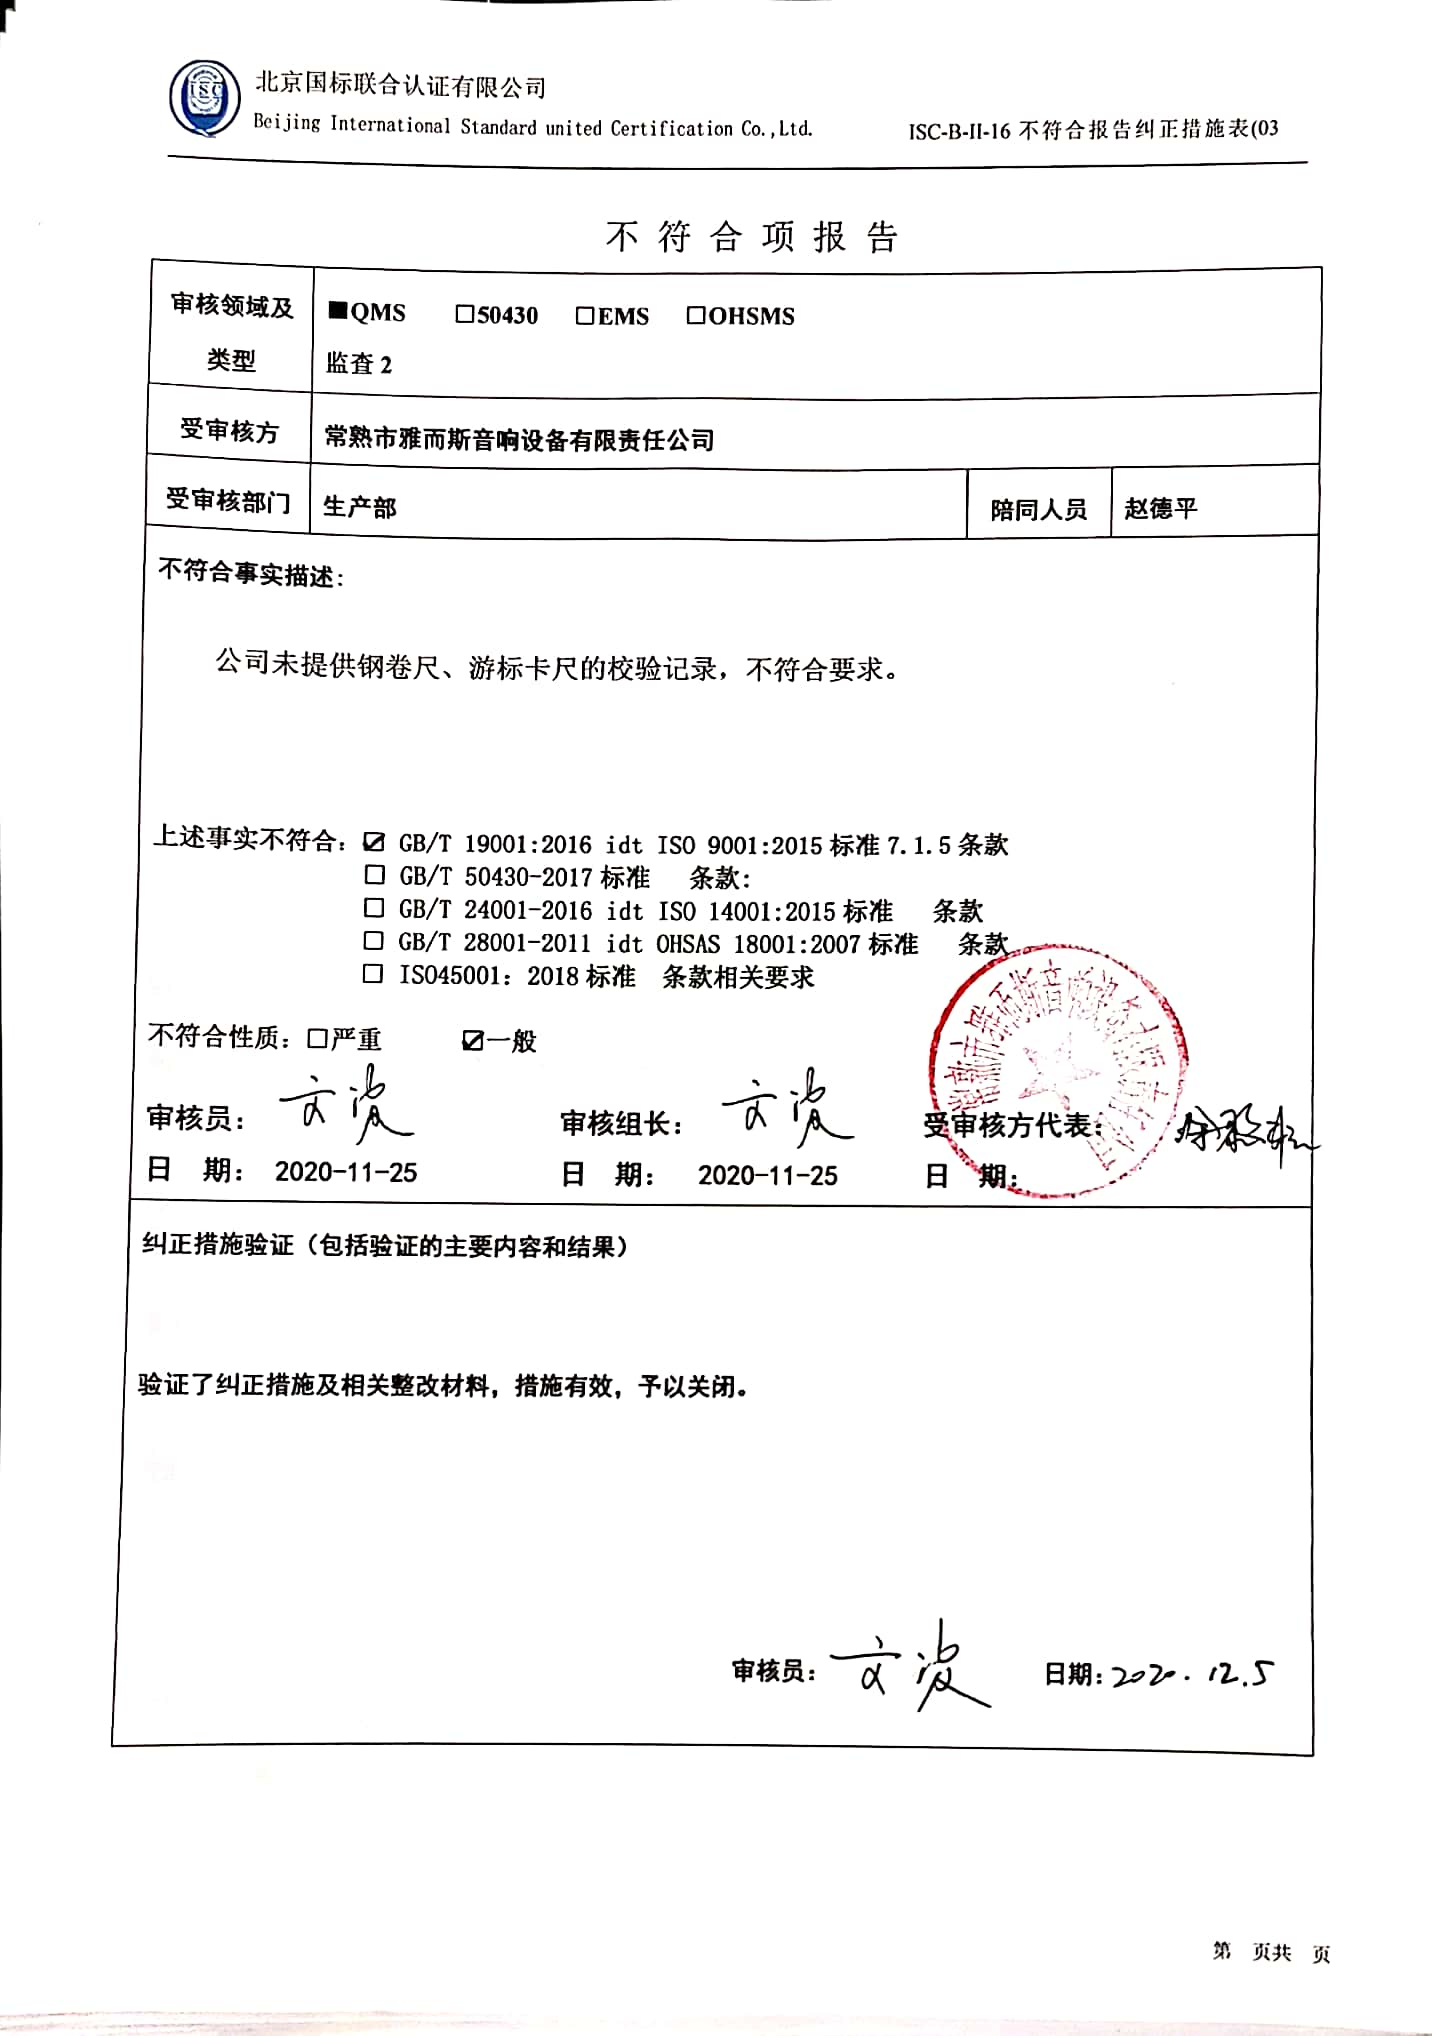 ISC
北京国标联合认证有限公司
Beijing International Standard united Certification Co.,Ltd.
ISC-B-II-16 不符合报告纠正措施表(03
不符合项报告
审核领域及类型
■QMS □50430 □EMS □OHSMS
监查 2
受审核方 常熟市雅而斯音响设备有限责任公司
受审核部门 生产部 陪同人员 赵德平
不符合事实描述:
公司未提供钢卷尺、游标卡尺的校验记录，不符合要求。
上述事实不符合: ☑ GB/T 19001:2016 idt ISO 9001:2015 标准 7.1.5 条款
□ GB/T 50430-2017 标准 条款:
□ GB/T 24001-2016 idt ISO 14001:2015 标准 条款
□ GB/T 28001-2011 idt OHSAS 18001:2007 标准 条款
□ ISO45001: 2018 标准 条款相关要求
不符合性质: □严重 ☑一般
审核员: 文波 审核组长: 文波 受审核方代表:
日 期: 2020-11-25 日 期: 2020-11-25 日 期:
纠正措施验证（包括验证的主要内容和结果）
验证了纠正措施及相关整改材料，措施有效，予以关闭。
审核员: 文波 日期: 2020.12.5
第 页共 页